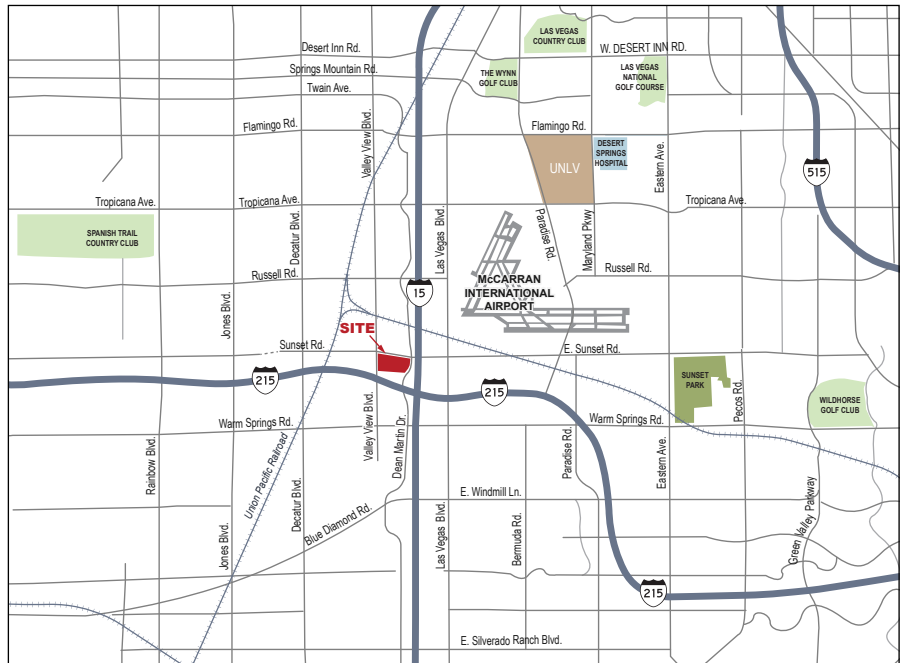 LAS VEGAS
COUNTRY CLUB
Desert Inn Rd.
W. DESERT INN RD.
Springs Mountain Rd.
THE WYNN
GOLF CLUB
LAS VEGAS
NATIONAL
GOLF COURSE
Twain Ave.
Valley View Blvd.
Flamingo Rd.
Flamingo Rd.
DESERT
SPRINGS
HOSPITAL
UNLV
Eastern Ave.
515
Tropicana Ave.
Tropicana Ave.
Tropicana Ave.
SPANISH TRAIL
COUNTRY CLUB
Decatur Blvd.
Las Vegas Blvd.
Paradise Rd.
Maryland Pkwy
Russell Rd.
Russell Rd.
McCARRAN
INTERNATIONAL
AIRPORT
15
Jones Blvd.
SITE
Sunset Rd.
E. Sunset Rd.
215
215
SUNSET
PARK
Pecos Rd.
WILDHORSE
GOLF CLUB
Warm Springs Rd.
Valley View Blvd.
Dean Martin Dr.
Warm Springs Rd.
Rainbow Blvd.
Union Pacific Railroad
Decatur Blvd.
Paradise Rd.
Eastern Ave.
E. Windmill Ln.
Blue Diamond Rd.
Jones Blvd.
Las Vegas Blvd.
Bermuda Rd.
Green Valley Parkway
215
E. Silverado Ranch Blvd.